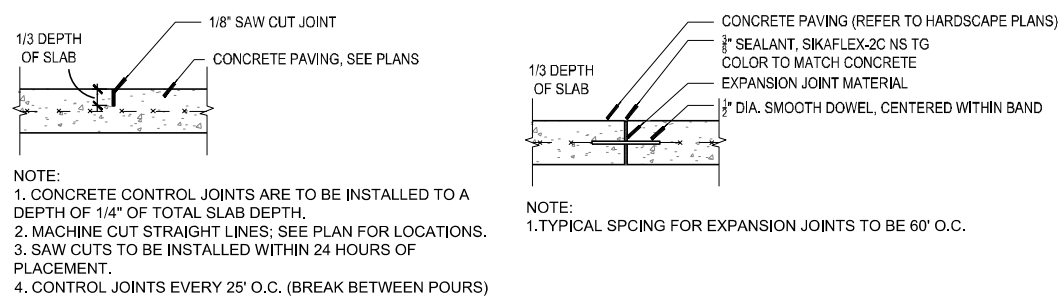 1/8" SAW CUT JOINT
1/3 DEPTH
OF SLAB
CONCRETE PAVING, SEE PLANS
NOTE:
1. CONCRETE CONTROL JOINTS ARE TO BE INSTALLED TO A
DEPTH OF 1/4" OF TOTAL SLAB DEPTH.
2. MACHINE CUT STRAIGHT LINES; SEE PLAN FOR LOCATIONS.
3. SAW CUTS TO BE INSTALLED WITHIN 24 HOURS OF
PLACEMENT.
4. CONTROL JOINTS EVERY 25' O.C. (BREAK BETWEEN POURS)
CONCRETE PAVING (REFER TO HARDSCAPE PLANS)
3/8" SEALANT, SIKAFLEX-2C NS TG
COLOR TO MATCH CONCRETE
1/3 DEPTH
OF SLAB
EXPANSION JOINT MATERIAL
1/2" DIA. SMOOTH DOWEL, CENTERED WITHIN BAND
NOTE:
1.TYPICAL SPCING FOR EXPANSION JOINTS TO BE 60' O.C.